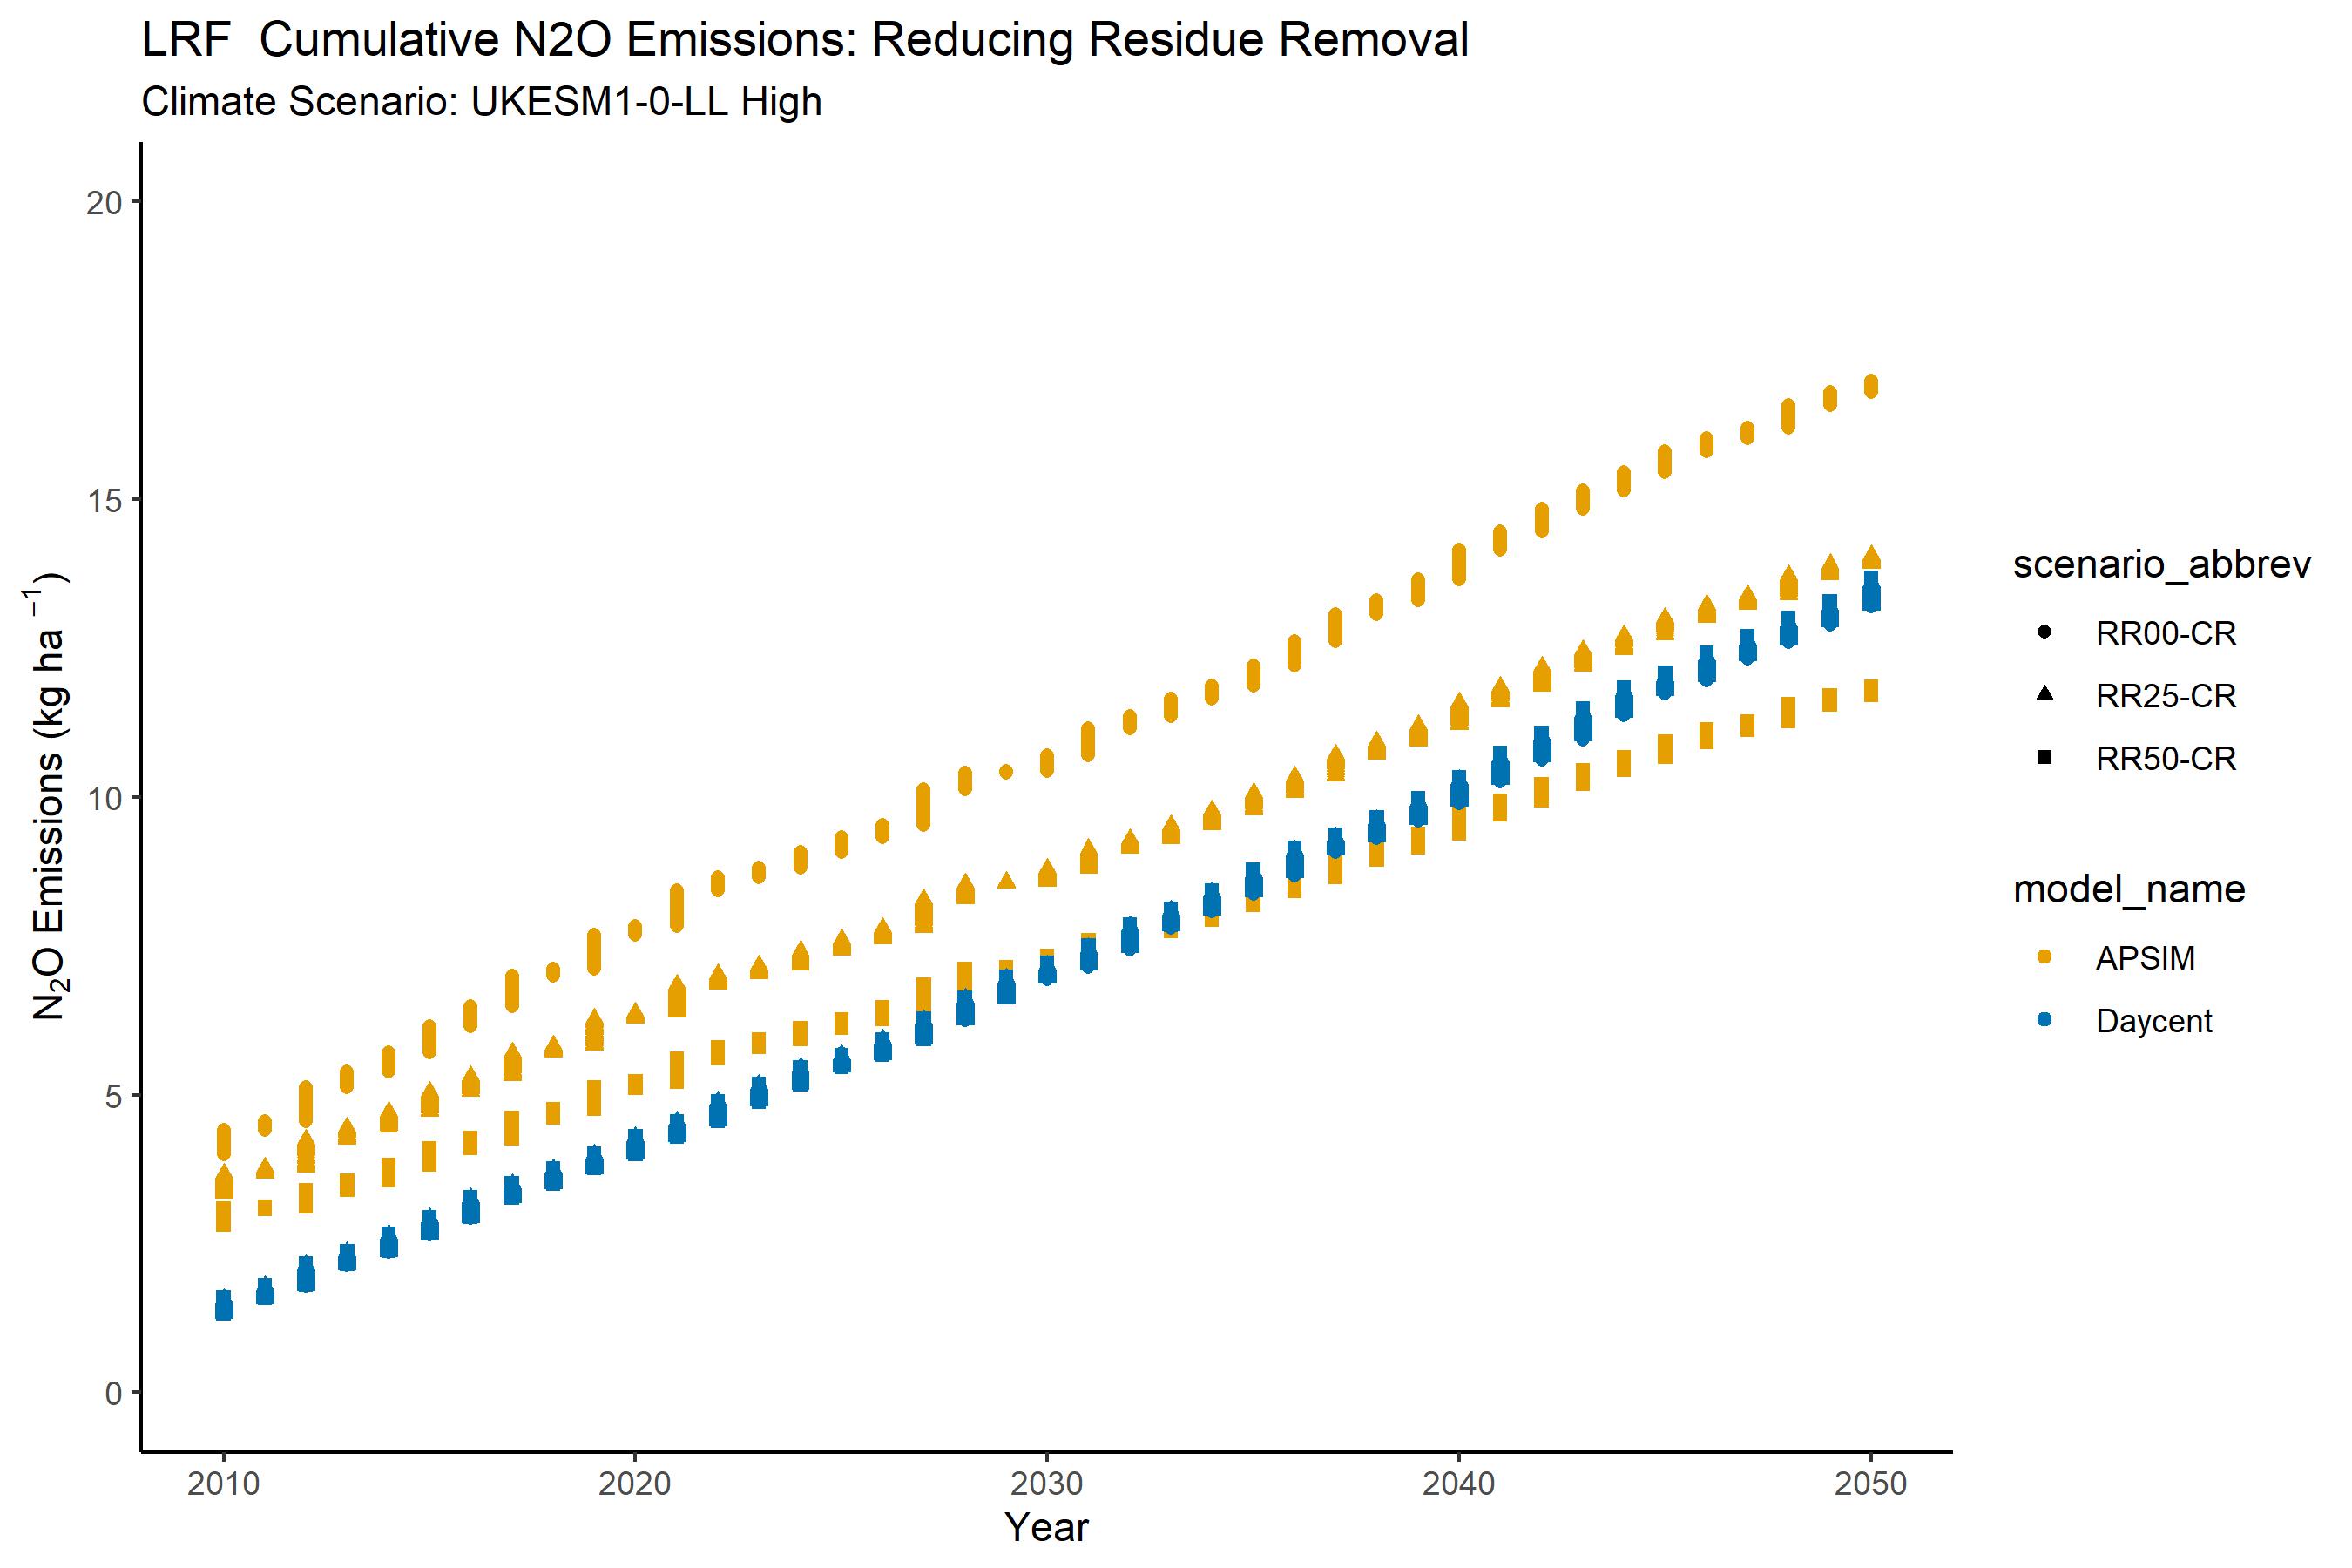 LRF  Cumulative N2O Emissions: Reducing Residue Removal
Climate Scenario: UKESM1-0-LL High
N₂O Emissions (kg ha ⁻¹)
20
15
10
5
0
2010 2020 2030 2040 2050
Year
scenario_abbrev
RR00-CR
RR25-CR
RR50-CR
model_name
APSIM
Daycent